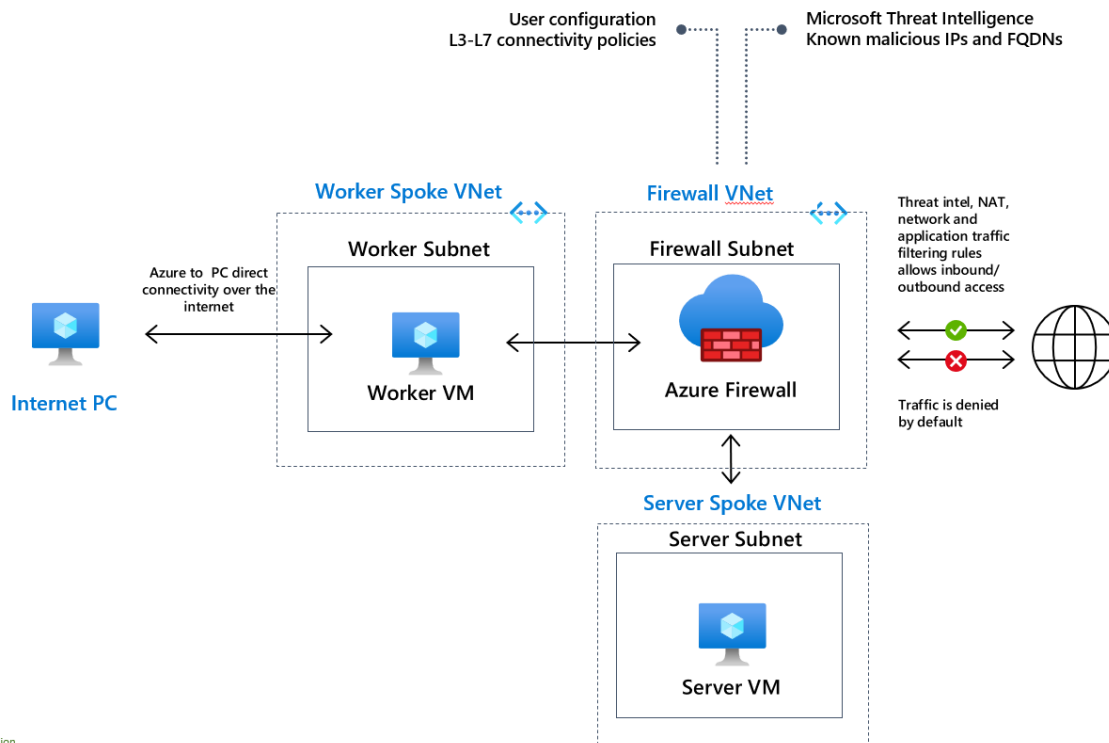 User configuration
L3-L7 connectivity policies
Microsoft Threat Intelligence
Known malicious IPs and FQDNs
Worker Spoke VNet
Firewall VNet
Threat intel, NAT,
network and
application traffic
filtering rules
allows inbound/
outbound access
Worker Subnet
Firewall Subnet
Azure to PC direct
connectivity over the
internet
Worker VM
Azure Firewall
Internet PC
Traffic is denied
by default
Server Spoke VNet
Server Subnet
Server VM